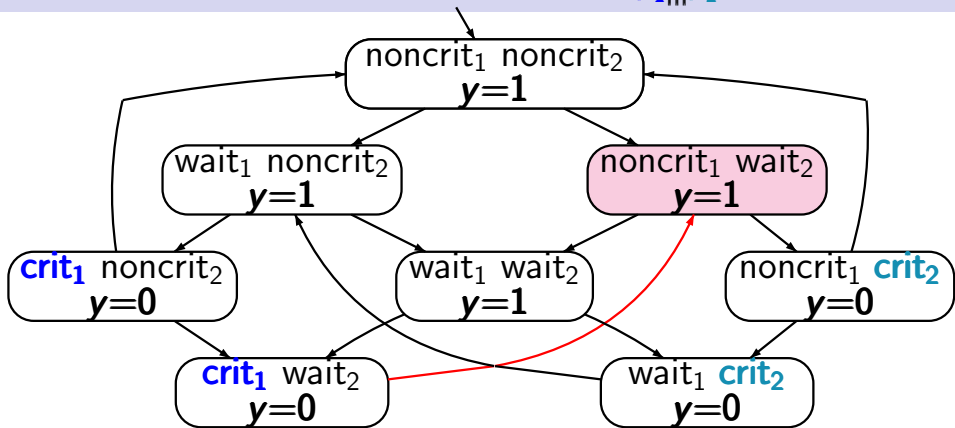 noncrit₁ noncrit₂
y=1
wait₁ noncrit₂
y=1
noncrit₁ wait₂
y=1
crit₁ noncrit₂
y=0
wait₁ wait₂
y=1
noncrit₁ crit₂
y=0
crit₁ wait₂
y=0
wait₁ crit₂
y=0